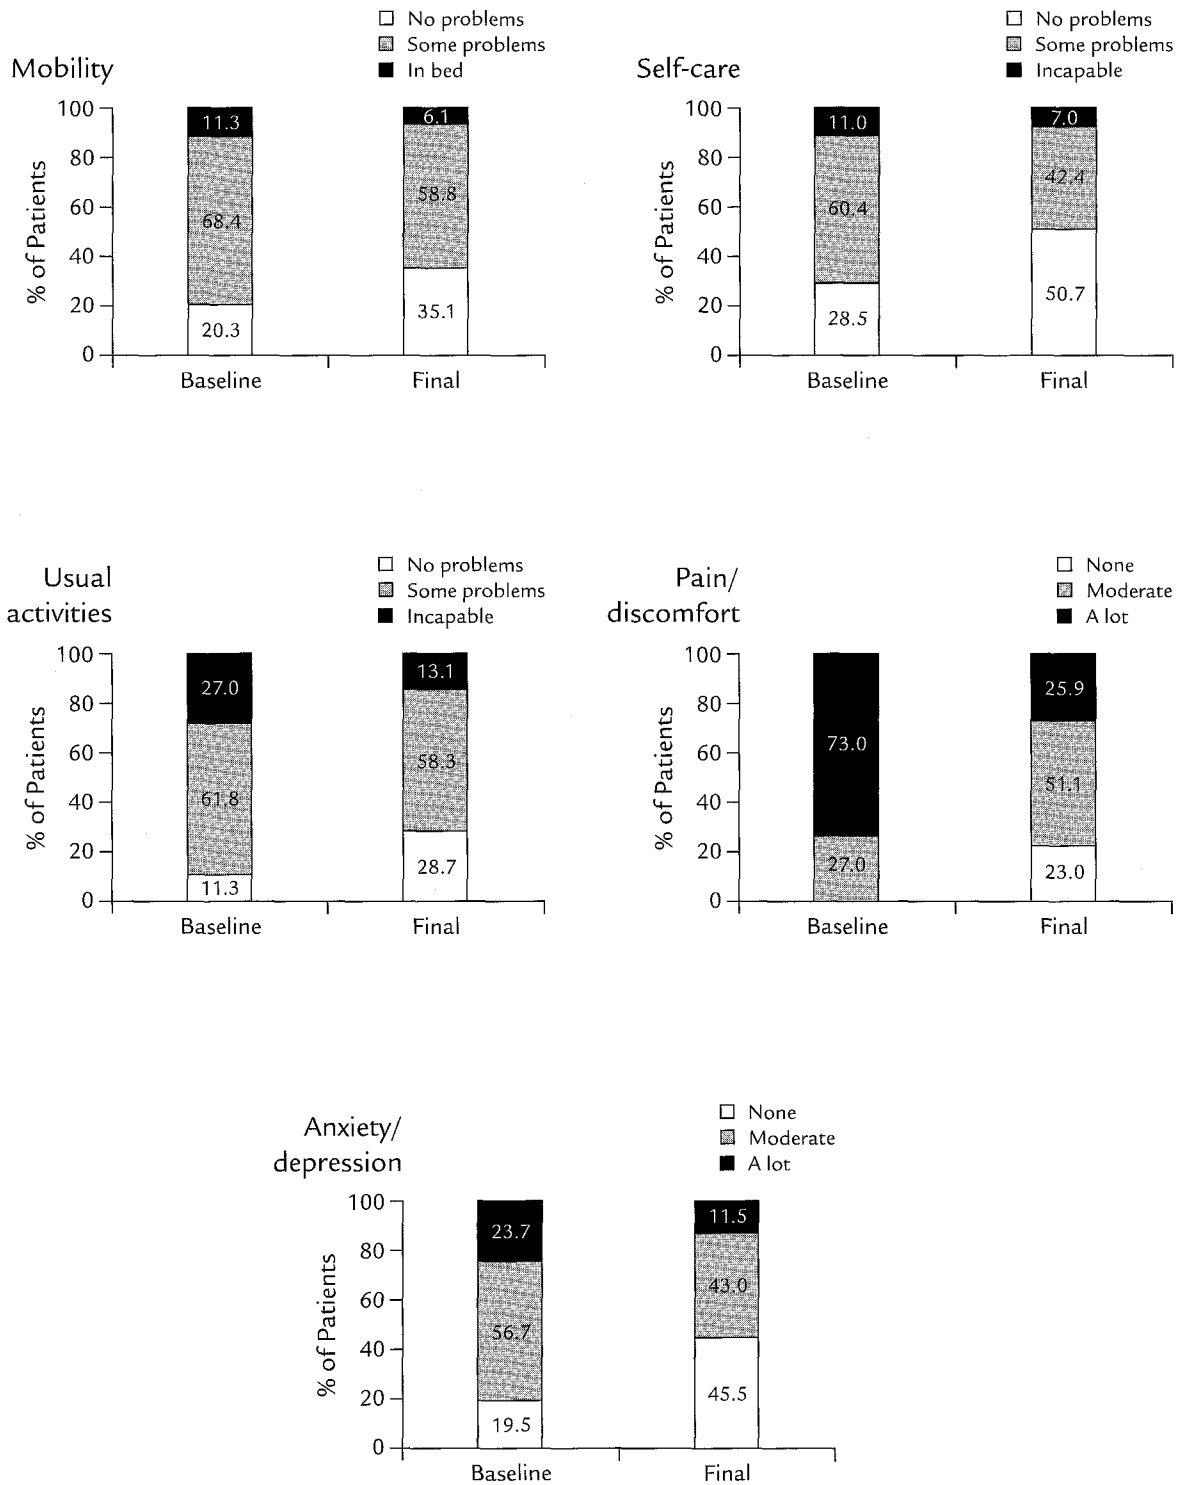 No problems
Some problems
In bed
Mobility
100
80
60
40
20
0
% of Patients
11.3
68.4
20.3
6.1
58.8
35.1
Baseline
Final
No problems
Some problems
Incapable
Self-care
100
80
60
40
20
0
% of Patients
11.0
60.4
28.5
7.0
42.4
50.7
Baseline
Final
No problems
Some problems
Incapable
Usual
activities
100
80
60
40
20
0
% of Patients
27.0
61.8
11.3
13.1
58.3
28.7
Baseline
Final
None
Moderate
A lot
Pain/
discomfort
100
80
60
40
20
0
% of Patients
73.0
27.0
25.9
51.1
23.0
Baseline
Final
None
Moderate
A lot
Anxiety/
depression
100
80
60
40
20
0
% of Patients
23.7
56.7
19.5
11.5
43.0
45.5
Baseline
Final